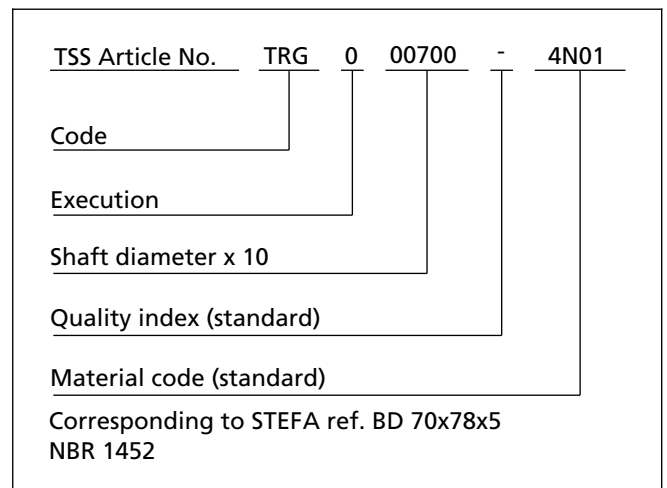 TSS Article No. TRG 0 00700 - 4N01
Code
Execution
Shaft diameter x 10
Quality index (standard)
Material code (standard)
Corresponding to STEFA ref. BD 70x78x5
NBR 1452